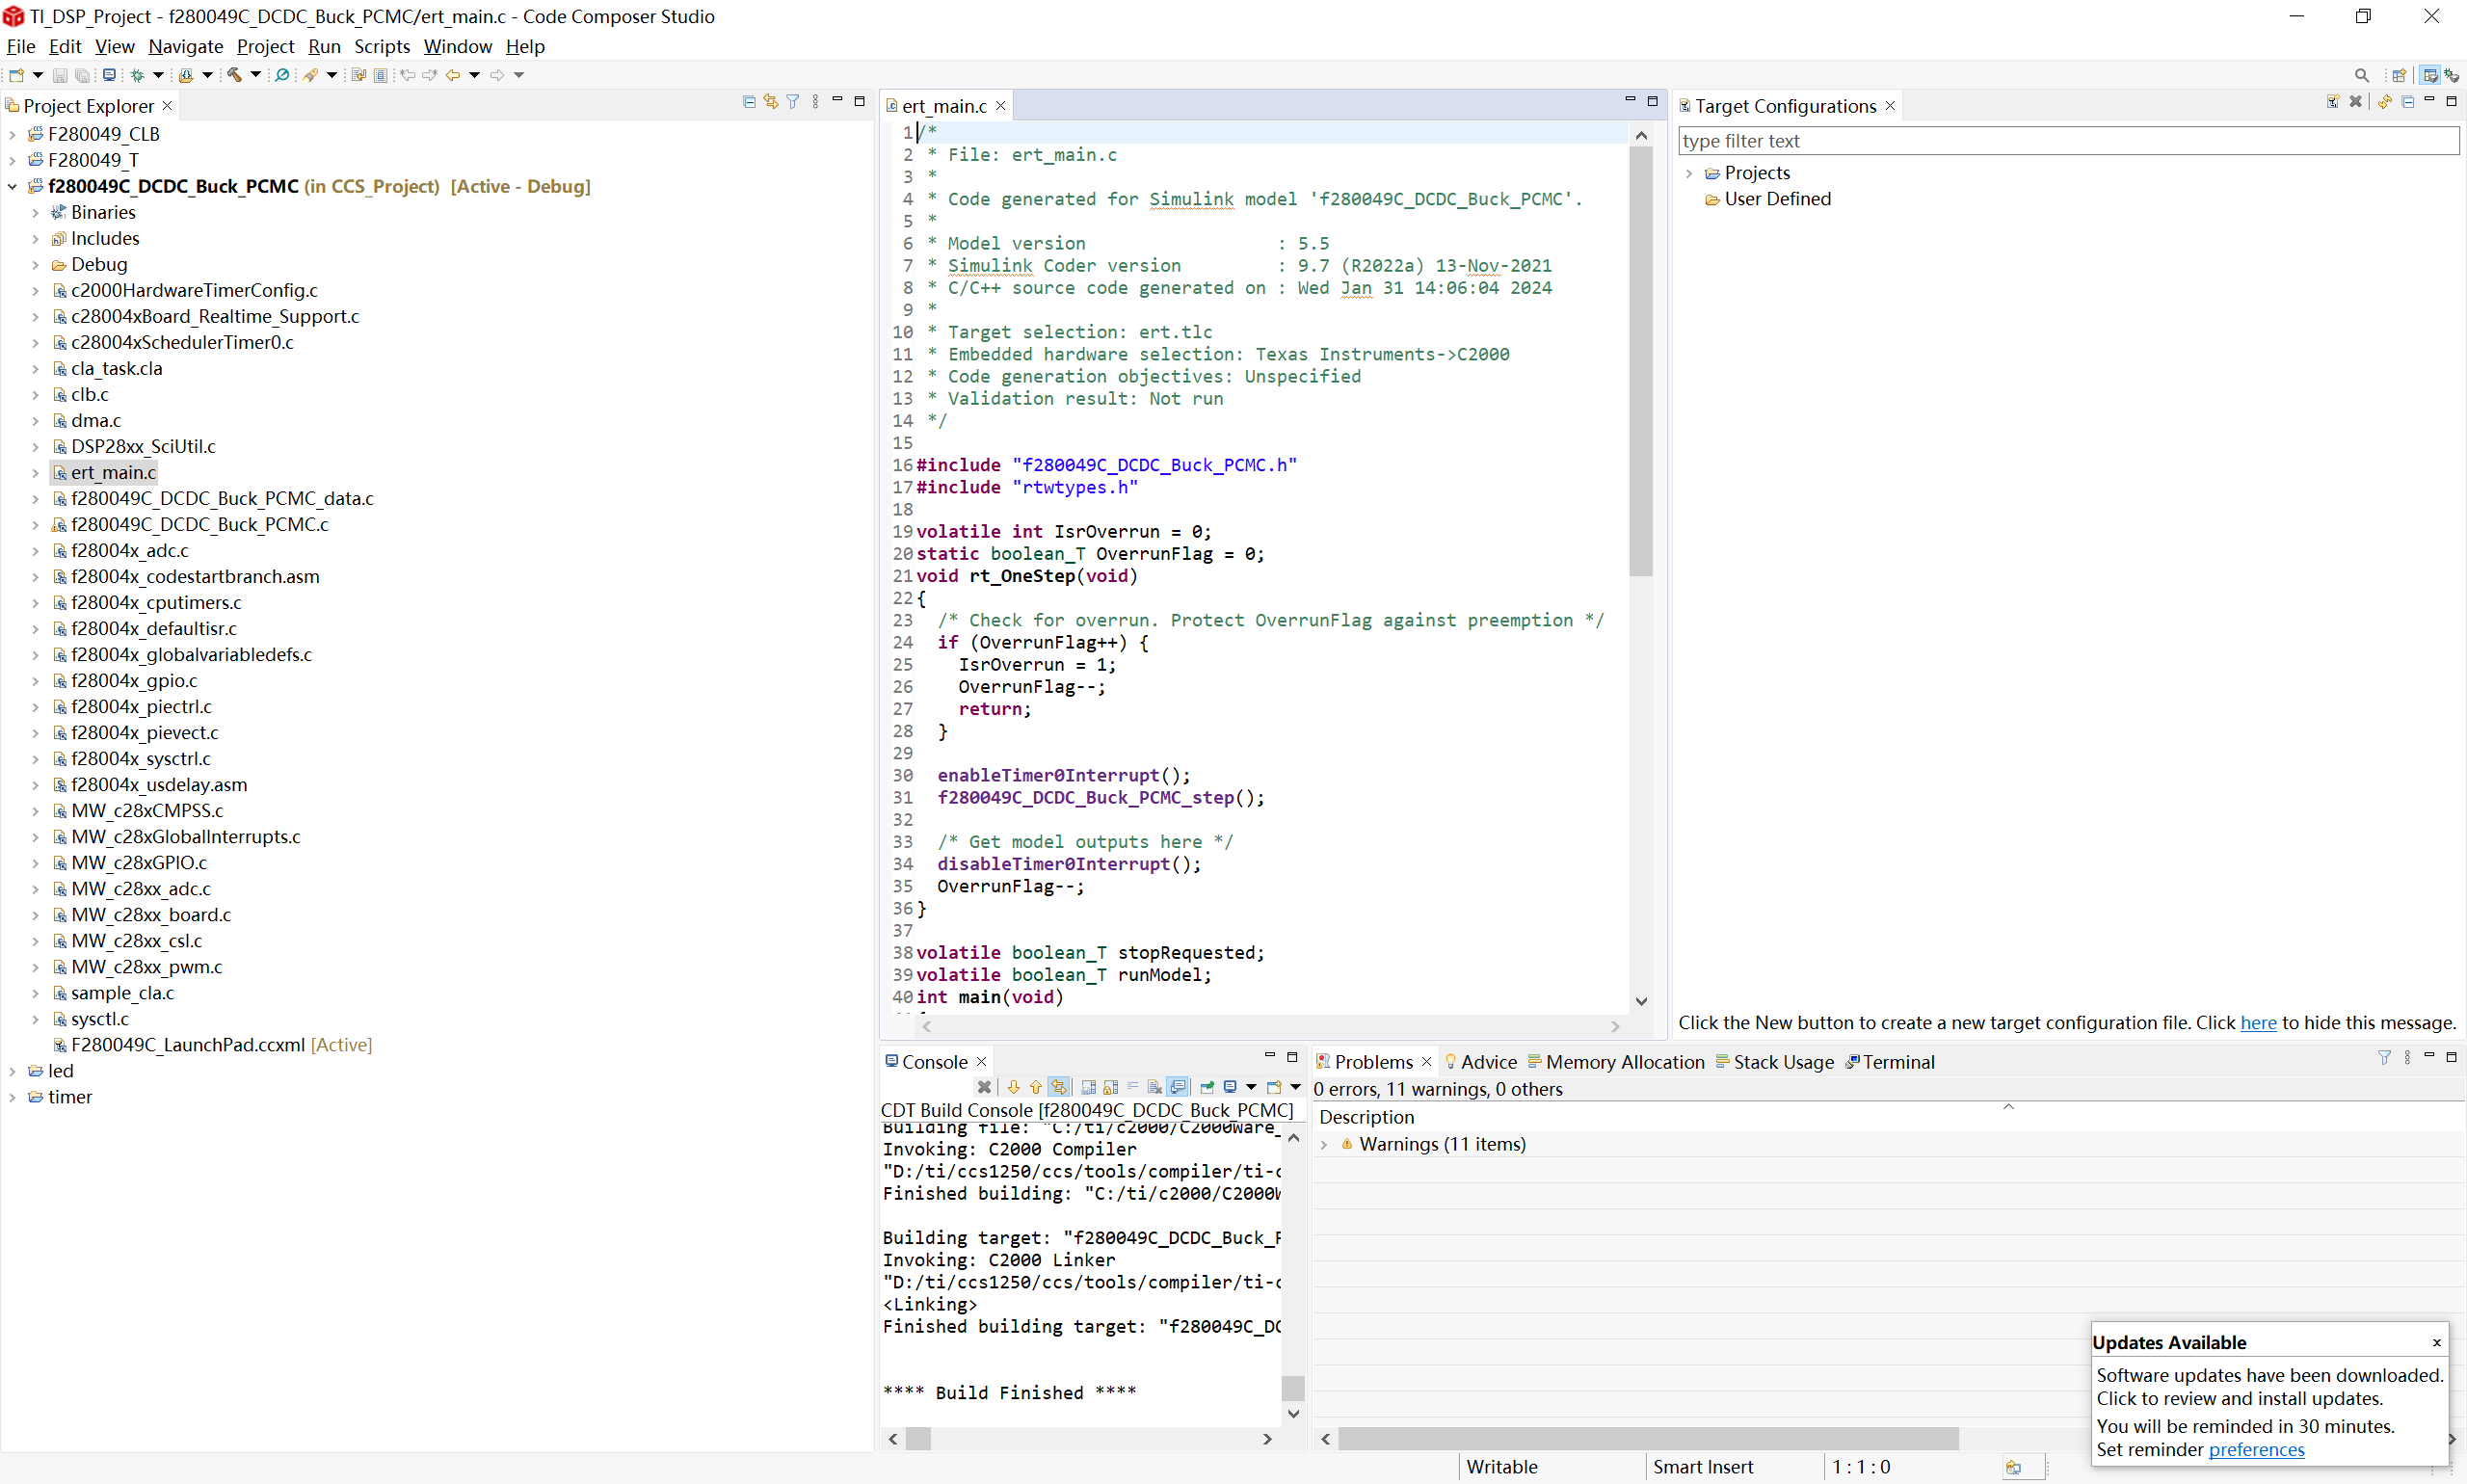 TI_DSP_Project - f280049C_DCDC_Buck_PCMC/ert_main.c - Code Composer Studio
File Edit View Navigate Project Run Scripts Window Help
Project Explorer
F280049_CLB
F280049_T
f280049C_DCDC_Buck_PCMC (in CCS_Project) [Active - Debug]
Binaries
Includes
Debug
c2000HardwareTimerConfig.c
c28004xBoard_Realtime_Support.c
c28004xSchedulerTimer0.c
cla_task.cla
clb.c
dma.c
DSP28xx_SciUtil.c
ert_main.c
f280049C_DCDC_Buck_PCMC_data.c
f280049C_DCDC_Buck_PCMC.c
f28004x_adc.c
f28004x_codestartbranch.asm
f28004x_cputimers.c
f28004x_defaultisr.c
f28004x_globalvariabledefs.c
f28004x_gpio.c
f28004x_piectrl.c
f28004x_pievect.c
f28004x_sysctrl.c
f28004x_usdelay.asm
MW_c28xCMPSS.c
MW_c28xGlobalInterrupts.c
MW_c28xGPIO.c
MW_c28xx_adc.c
MW_c28xx_board.c
MW_c28xx_csl.c
MW_c28xx_pwm.c
sample_cla.c
sysctl.c
F280049C_LaunchPad.ccxml [Active]
led
timer
ert_main.c
1 /*
2 * File: ert_main.c
3 *
4 * Code generated for Simulink model 'f280049C_DCDC_Buck_PCMC'.
5 *
6 * Model version : 5.5
7 * Simulink Coder version : 9.7 (R2022a) 13-Nov-2021
8 * C/C++ source code generated on : Wed Jan 31 14:06:04 2024
9 *
10 * Target selection: ert.tlc
11 * Embedded hardware selection: Texas Instruments->C2000
12 * Code generation objectives: Unspecified
13 * Validation result: Not run
14 */
15
16 #include "f280049C_DCDC_Buck_PCMC.h"
17 #include "rtwtypes.h"
18
19 volatile int IsrOverrun = 0;
20 static boolean_T OverrunFlag = 0;
21 void rt_OneStep(void)
22 {
23 /* Check for overrun. Protect OverrunFlag against preemption */
24 if (OverrunFlag++) {
25 IsrOverrun = 1;
26 OverrunFlag--;
27 return;
28 }
29
30 enableTimer0Interrupt();
31 f280049C_DCDC_Buck_PCMC_step();
32
33 /* Get model outputs here */
34 disableTimer0Interrupt();
35 OverrunFlag--;
36 }
37
38 volatile boolean_T stopRequested;
39 volatile boolean_T runModel;
40 int main(void)
Target Configurations
type filter text
Projects
User Defined
Click the New button to create a new target configuration file. Click here to hide this message.
Console
CDT Build Console [f280049C_DCDC_Buck_PCMC]
Building file: "C:/ti/c2000/C2000Ware_
Invoking: C2000 Compiler
"D:/ti/ccs1250/ccs/tools/compiler/ti-c
Finished building: "C:/ti/c2000/C2000W
Building target: "f280049C_DCDC_Buck_P
Invoking: C2000 Linker
"D:/ti/ccs1250/ccs/tools/compiler/ti-c
<Linking>
Finished building target: "f280049C_DC
**** Build Finished ****
Problems Advice Memory Allocation Stack Usage Terminal
0 errors, 11 warnings, 0 others
Description
Warnings (11 items)
Updates Available x
Software updates have been downloaded.
Click to review and install updates.
You will be reminded in 30 minutes.
Set reminder preferences
Writable Smart Insert 1 : 1 : 0